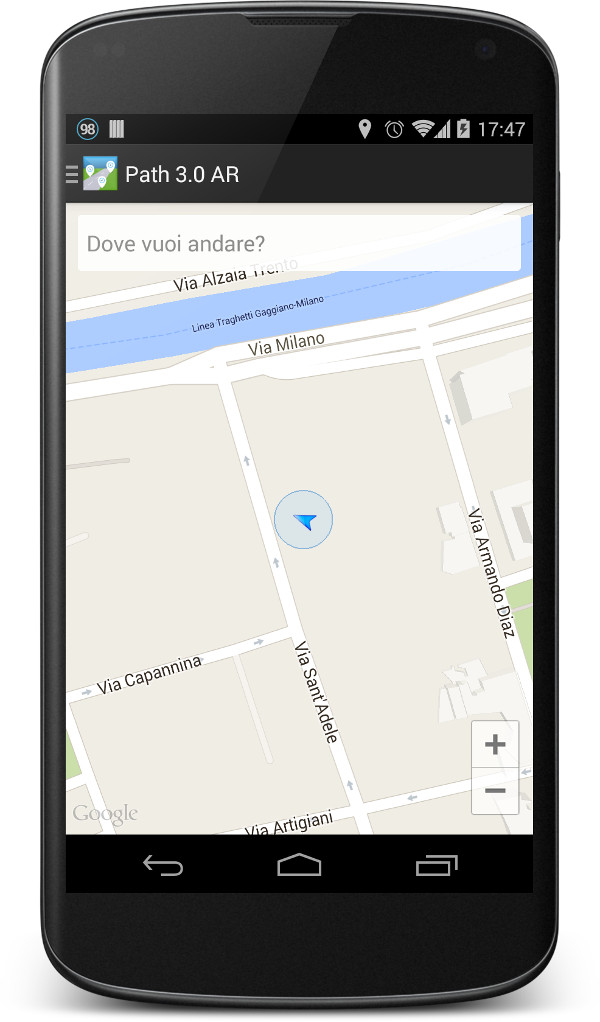 98
17:47
Path 3.0 AR
Dove vuoi andare?
Via Alzaia Trento
Linea Traghetti Gaggiano-Milano
Via Milano
Via Armando Diaz
Via Capannina
Via Sant'Adele
+
−
Google
Via Artigiani